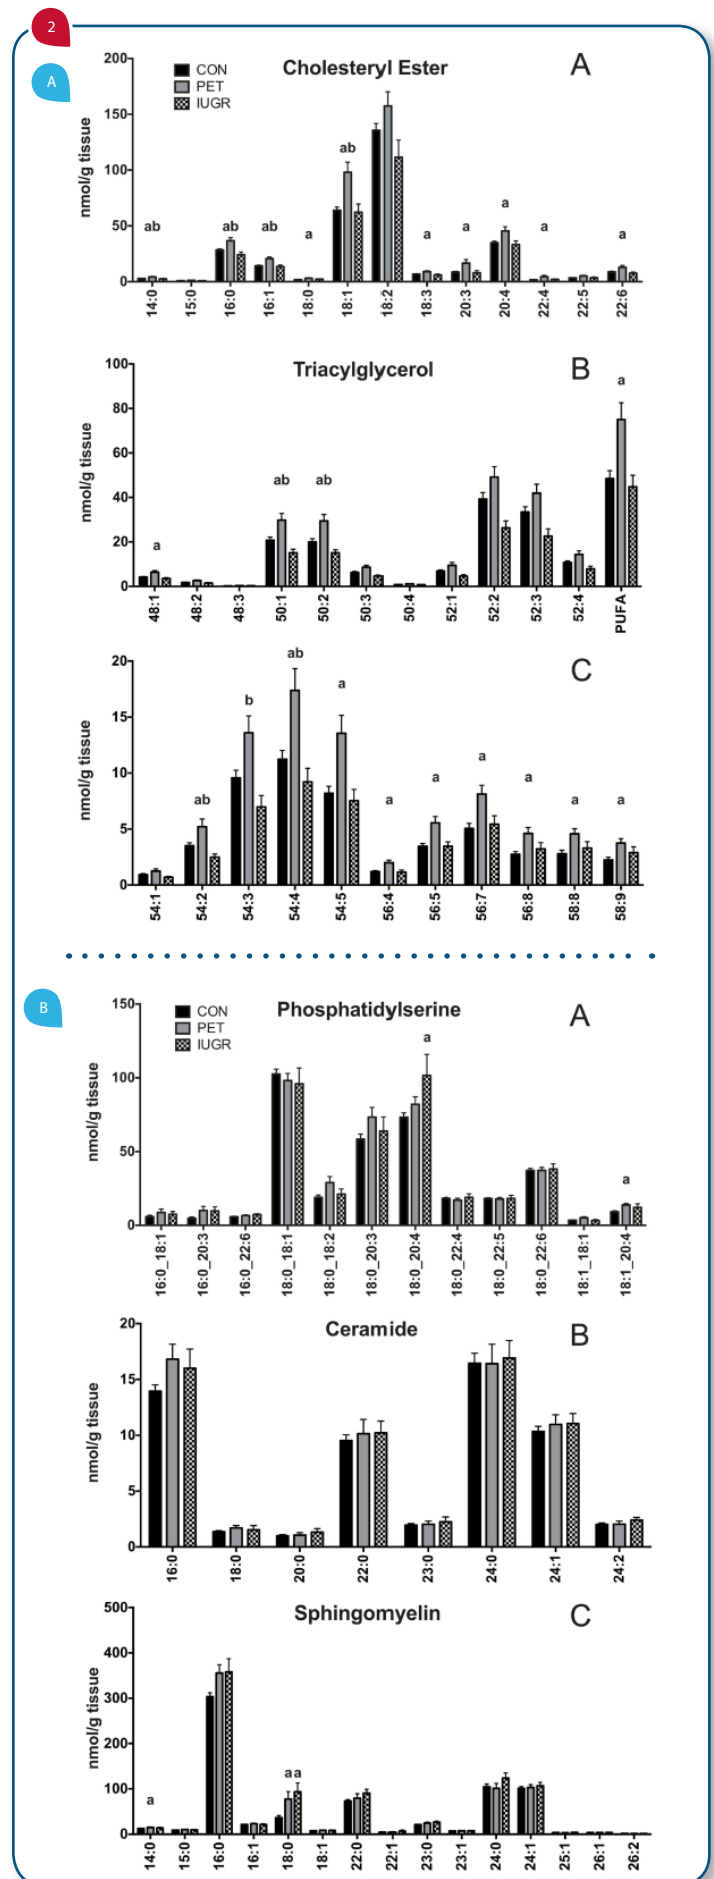 2
A
Cholesteryl Ester
A
CON
PET
IUGR
nmol/g tissue
200
150
100
50
0
ab
ab
ab
a
ab
a
a
a
a
a
14:0
15:0
16:0
16:1
18:0
18:1
18:2
18:3
20:3
20:4
22:4
22:5
22:6
Triacylglycerol
B
nmol/g tissue
100
80
60
40
20
0
a
ab
ab
a
48:1
48:2
48:3
50:1
50:2
50:3
50:4
52:1
52:2
52:3
52:4
PUFA
C
nmol/g tissue
20
15
10
5
0
ab
b
ab
a
a
a
a
a
a
a
54:1
54:2
54:3
54:4
54:5
56:4
56:5
56:7
56:8
58:8
58:9
B
Phosphatidylserine
A
CON
PET
IUGR
nmol/g tissue
150
100
50
0
a
a
16:0_18:1
16:0_20:3
16:0_22:6
18:0_18:1
18:0_18:2
18:0_20:3
18:0_20:4
18:0_22:4
18:0_22:5
18:0_22:6
18:1_18:1
18:1_20:4
Ceramide
B
nmol/g tissue
20
15
10
5
0
16:0
18:0
20:0
22:0
23:0
24:0
24:1
24:2
Sphingomyelin
C
nmol/g tissue
500
400
300
200
100
0
a
aa
14:0
15:0
16:0
16:1
18:0
18:1
22:0
22:1
23:0
23:1
24:0
24:1
25:1
26:1
26:2